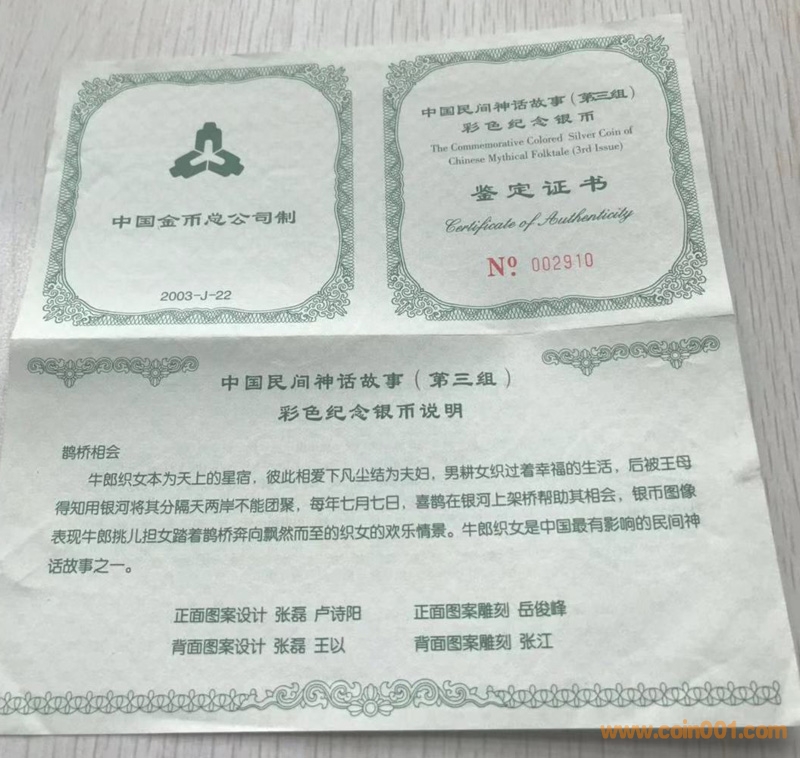 中国金币总公司制
2003-J-22
中国民间神话故事（第三组）
彩色纪念银币
The Commemorative Colored Silver Coin of
Chinese Mythical Folktale (3rd Issue)
鉴定证书
Certificate of Authenticity
Nº. 002910
中国民间神话故事（第三组）
彩色纪念银币说明
鹊桥相会
牛郎织女本为天上的星宿，彼此相爱下凡尘结为夫妇，男耕女织过着幸福的生活，后被王母
得知用银河将其分隔天两岸不能团聚，每年七月七日，喜鹊在银河上架桥帮助其相会，银币图像
表现牛郎挑儿担女踏着鹊桥奔向飘然而至的织女的欢乐情景。牛郎织女是中国最有影响的民间神
话故事之一。
正面图案设计 张磊 卢诗阳 正面图案雕刻 岳俊峰
背面图案设计 张磊 王以 背面图案雕刻 张江
www.coin001.com